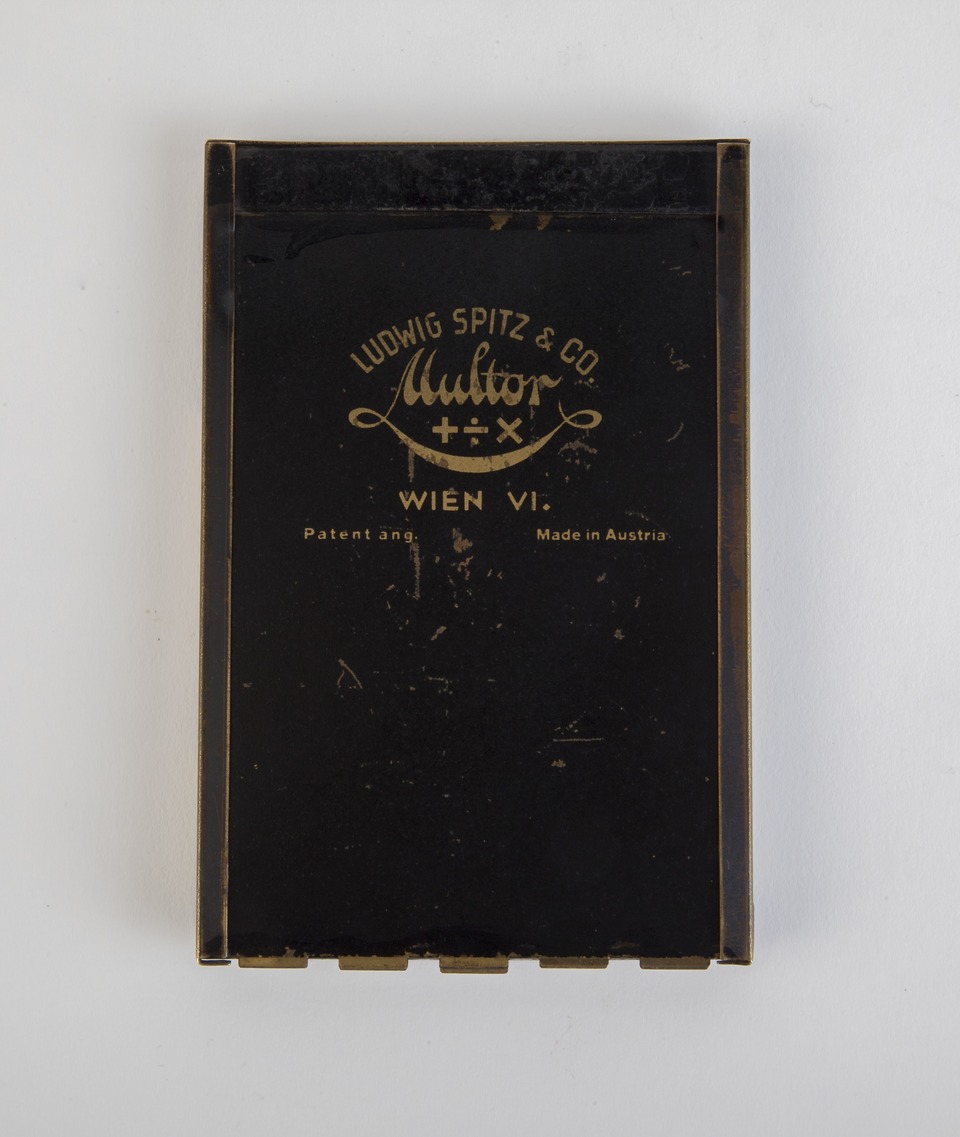 LUDWIG SPITZ & CO.
Multor
+ ÷ ×
WIEN VI.
Patent ang.
Made in Austria